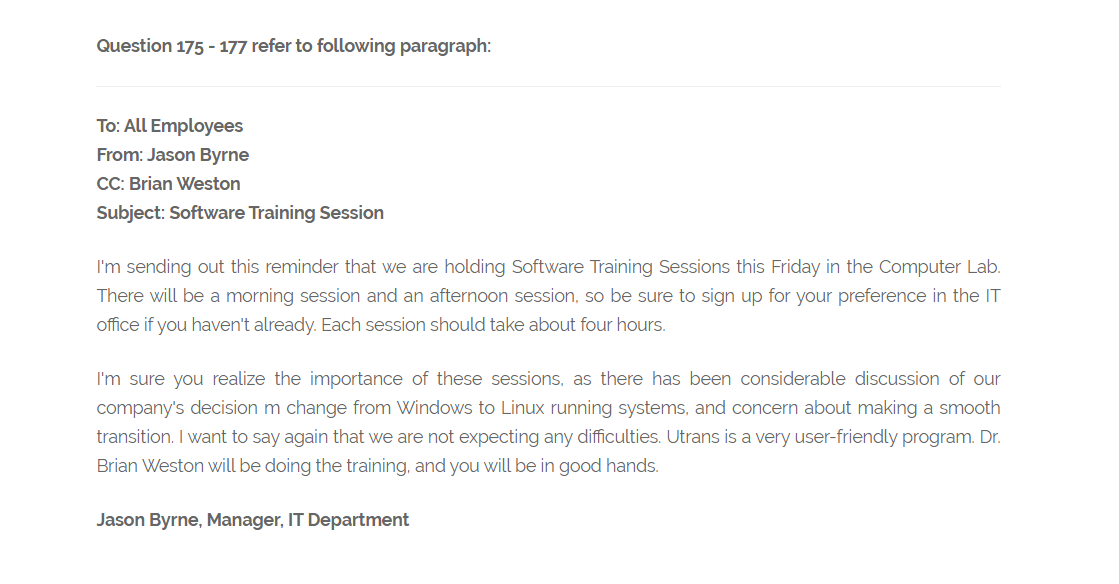 Question 175 - 177 refer to following paragraph:
To: All Employees
From: Jason Byrne
CC: Brian Weston
Subject: Software Training Session
I'm sending out this reminder that we are holding Software Training Sessions this Friday in the Computer Lab.
There will be a morning session and an afternoon session, so be sure to sign up for your preference in the IT
office if you haven't already. Each session should take about four hours.
I'm sure you realize the importance of these sessions, as there has been considerable discussion of our
company's decision m change from Windows to Linux running systems, and concern about making a smooth
transition. I want to say again that we are not expecting any difficulties. Utrans is a very user-friendly program. Dr.
Brian Weston will be doing the training, and you will be in good hands.
Jason Byrne, Manager, IT Department